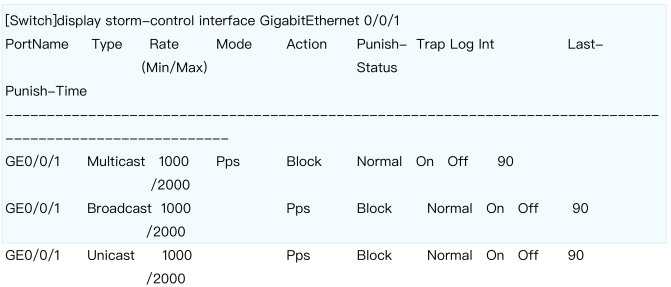 [Switch]display storm-control interface GigabitEthernet 0/0/1
PortName Type Rate Mode Action Punish- Trap Log Int Last-
(Min/Max) Status
Punish-Time
--------------------------------------------------------------------------------
---------------------------
GE0/0/1 Multicast 1000 Pps Block Normal On Off 90
/2000
GE0/0/1 Broadcast 1000 Pps Block Normal On Off 90
/2000
GE0/0/1 Unicast 1000 Pps Block Normal On Off 90
/2000